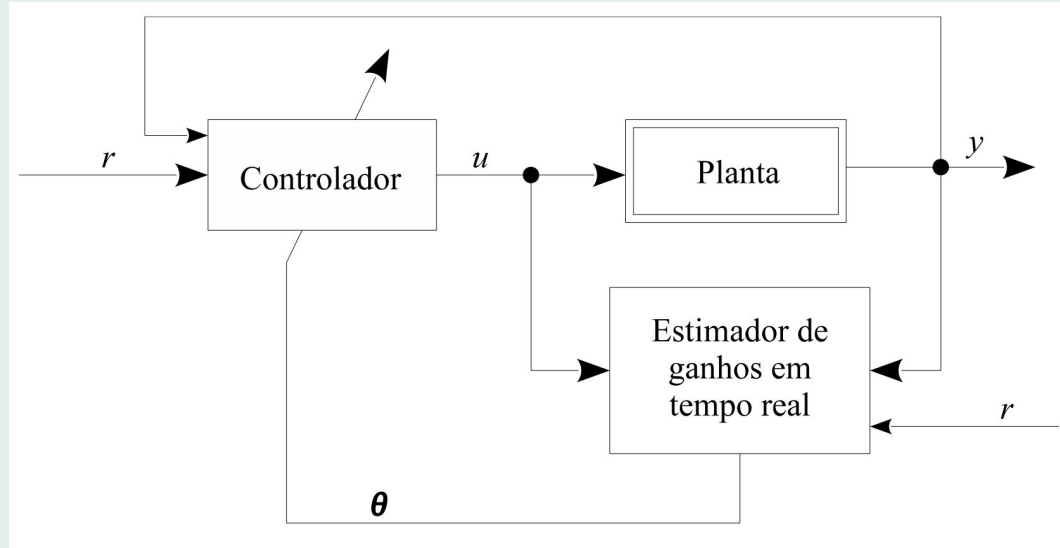 r
Controlador
u
Planta
y
Estimador de
ganhos em
tempo real
r
θ